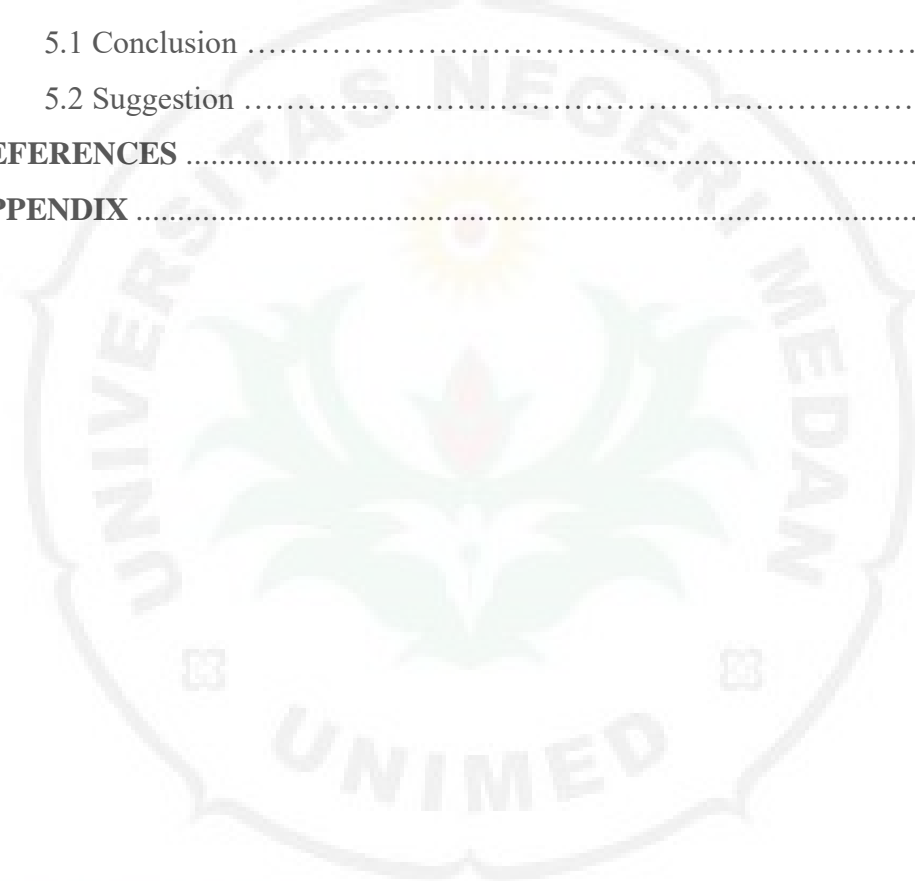 5.1 Conclusion ……………………………………………………………
5.2 Suggestion ……………………………………………………………
EFERENCES ................................................................................
PPENDIX .....................................................................................
UNIVERSITAS NEGERI MEDAN
UNIMED